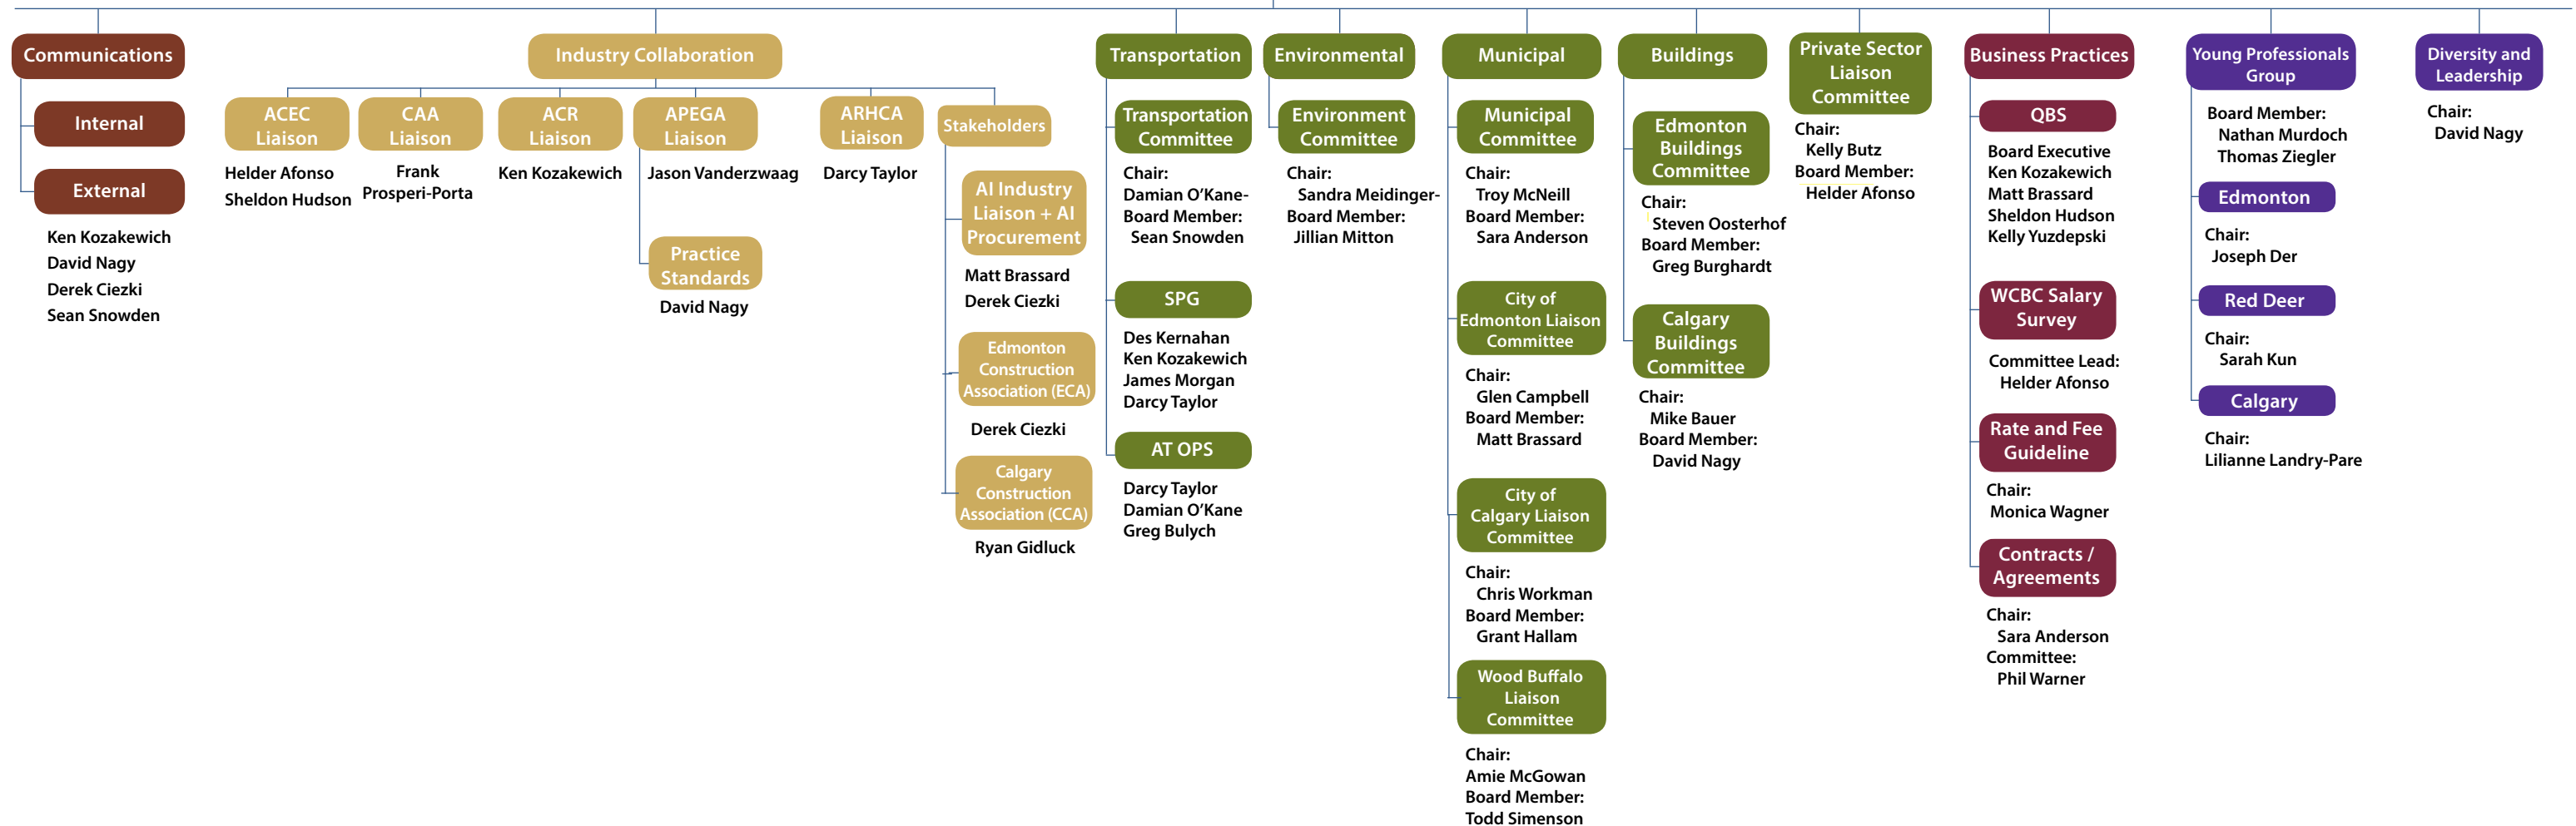 Communications
Internal
External
Ken Kozakewich
David Nagy
Derek Ciezki
Sean Snowden
Industry Collaboration
ACEC
Liaison
Helder Afonso
Sheldon Hudson
CAA
Liaison
Frank
Prosperi-Porta
ACR
Liaison
Ken Kozakewich
APEGA
Liaison
Jason Vanderzwaag
Practice
Standards
David Nagy
ARHCA
Liaison
Darcy Taylor
Stakeholders
AI Industry
Liaison + AI
Procurement
Matt Brassard
Derek Ciezki
Edmonton
Construction
Association (ECA)
Derek Ciezki
Calgary
Construction
Association (CCA)
Ryan Gidluck
Transportation
Transportation
Committee
Chair:
Damian O’Kane-
Board Member:
Sean Snowden
SPG
Des Kernahan
Ken Kozakewich
James Morgan
Darcy Taylor
AT OPS
Darcy Taylor
Damian O’Kane
Greg Bulych
Environmental
Environment
Committee
Chair:
Sandra Meidinger-
Board Member:
Jillian Mitton
Municipal
Municipal
Committee
Chair:
Troy McNeill
Board Member:
Sara Anderson
City of
Edmonton Liaison
Committee
Chair:
Glen Campbell
Board Member:
Matt Brassard
City of
Calgary Liaison
Committee
Chair:
Chris Workman
Board Member:
Grant Hallam
Wood Buffalo
Liaison
Committee
Chair:
Amie McGowan
Board Member:
Todd Simenson
Buildings
Edmonton
Buildings
Committee
Chair:
Steven Oosterhof
Board Member:
Greg Burghardt
Calgary
Buildings
Committee
Chair:
Mike Bauer
Board Member:
David Nagy
Private Sector
Liaison
Committee
Chair:
Kelly Butz
Board Member:
Helder Afonso
Business Practices
QBS
Board Executive
Ken Kozakewich
Matt Brassard
Sheldon Hudson
Kelly Yuzdepski
WCBC Salary
Survey
Committee Lead:
Helder Afonso
Rate and Fee
Guideline
Chair:
Monica Wagner
Contracts /
Agreements
Chair:
Sara Anderson
Committee:
Phil Warner
Young Professionals
Group
Board Member:
Nathan Murdoch
Thomas Ziegler
Edmonton
Chair:
Joseph Der
Red Deer
Chair:
Sarah Kun
Calgary
Chair:
Lilianne Landry-Pare
Diversity and
Leadership
Chair:
David Nagy